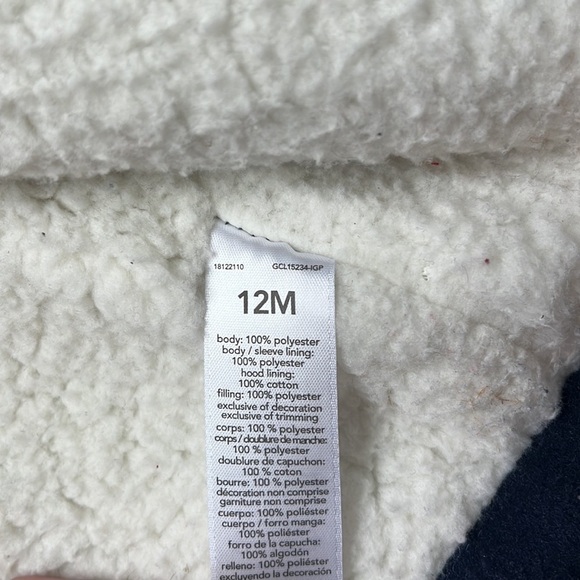 18122110 GCL15234-IGP
12M
body: 100% polyester
body / sleeve lining:
100% polyester
hood lining:
100% cotton
filling: 100% polyester
exclusive of decoration
exclusive of trimming
corps: 100 % polyester
corps / doublure de manche:
100 % polyester
doublure de capuchon:
100 % coton
bourre: 100 % polyester
décoration non comprise
garniture non comprise
cuerpo: 100 % poliéster
cuerpo / forro manga:
100% poliéster
forro de la capucha:
100% algodón
relleno: 100% poliéster
excluyendo la decoración